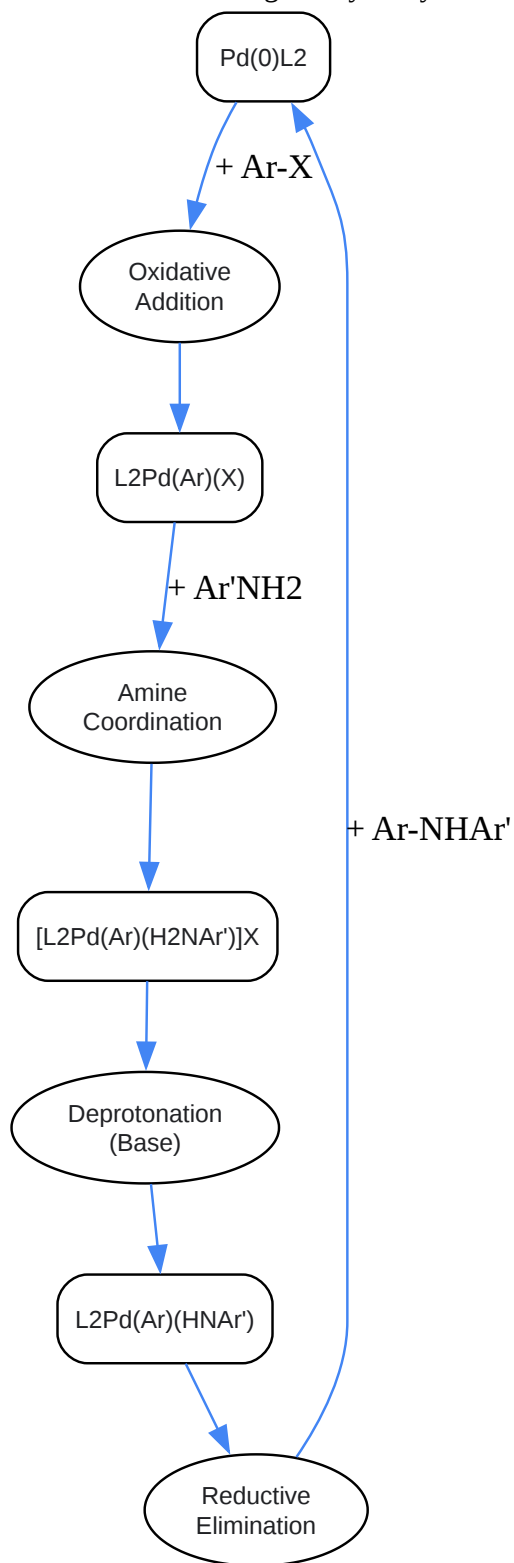 Pd(0)L2
+ Ar-X
Oxidative
Addition
L2Pd(Ar)(X)
+ Ar'NH2
Amine
Coordination
+ Ar-NHAr'
[L2Pd(Ar)(H2NAr')]X
Deprotonation
(Base)
L2Pd(Ar)(HNAr')
Reductive
Elimination